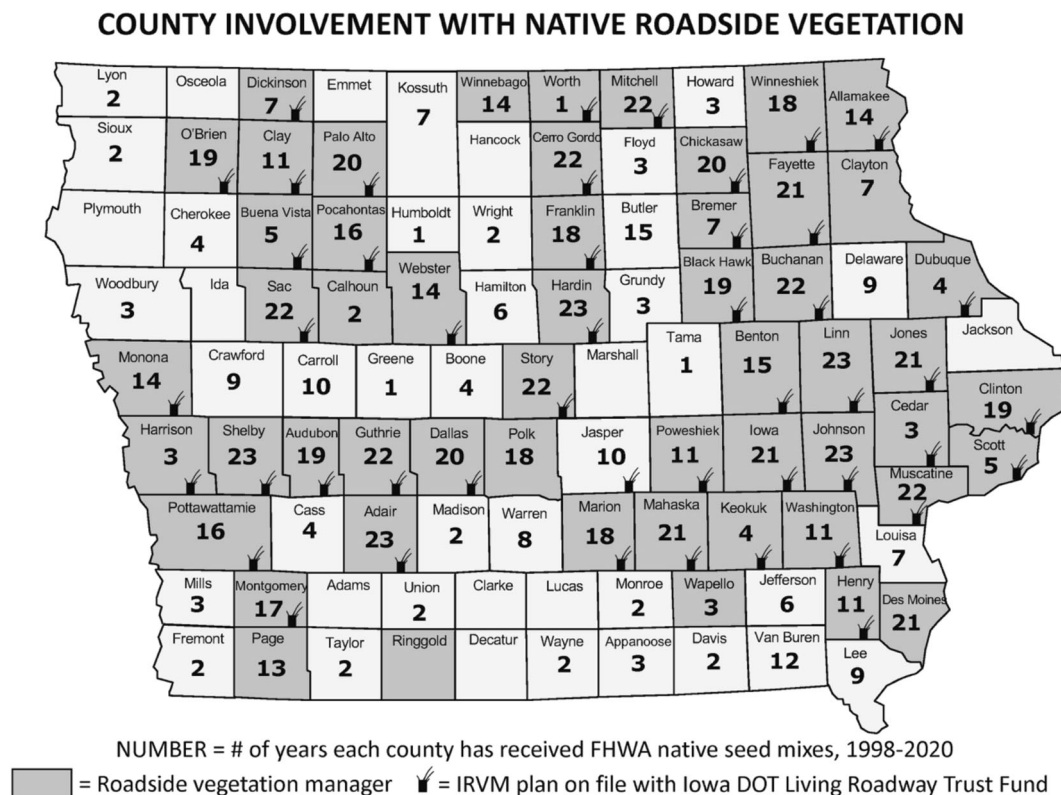 COUNTY INVOLVEMENT WITH NATIVE ROADSIDE VEGETATION
Lyon
2
Osceola
Dickinson
7
Emmet
Kossuth
7
Winnebago
14
Worth
1
Mitchell
22
Howard
3
Winneshiek
18
Allamakee
14
Sioux
2
O'Brien
19
Clay
11
Palo Alto
20
Hancock
Cerro Gordo
22
Floyd
3
Chickasaw
20
Fayette
21
Clayton
7
Plymouth
Cherokee
4
Buena Vista
5
Pocahontas
16
Humboldt
1
Wright
2
Franklin
18
Butler
15
Bremer
7
Woodbury
3
Ida
Sac
22
Calhoun
2
Webster
14
Hamilton
6
Hardin
23
Grundy
3
Black Hawk
19
Buchanan
22
Delaware
9
Dubuque
4
Monona
14
Crawford
9
Carroll
10
Greene
1
Boone
4
Story
22
Marshall
Tama
1
Benton
15
Linn
23
Jones
21
Jackson
Clinton
19
Cedar
3
Harrison
3
Shelby
23
Audubon
19
Guthrie
22
Dallas
20
Polk
18
Jasper
10
Poweshiek
11
Iowa
21
Johnson
23
Scott
5
Muscatine
22
Pottawattamie
16
Cass
4
Adair
23
Madison
2
Warren
8
Marion
18
Mahaska
21
Keokuk
4
Washington
11
Louisa
7
Mills
3
Montgomery
17
Adams
Union
2
Clarke
Lucas
Monroe
2
Wapello
3
Jefferson
6
Henry
11
Des Moines
21
Fremont
2
Page
13
Taylor
2
Ringgold
Decatur
Wayne
2
Appanoose
3
Davis
2
Van Buren
12
Lee
9
NUMBER = # of years each county has received FHWA native seed mixes, 1998-2020
= Roadside vegetation manager
= IRVM plan on file with Iowa DOT Living Roadway Trust Fund